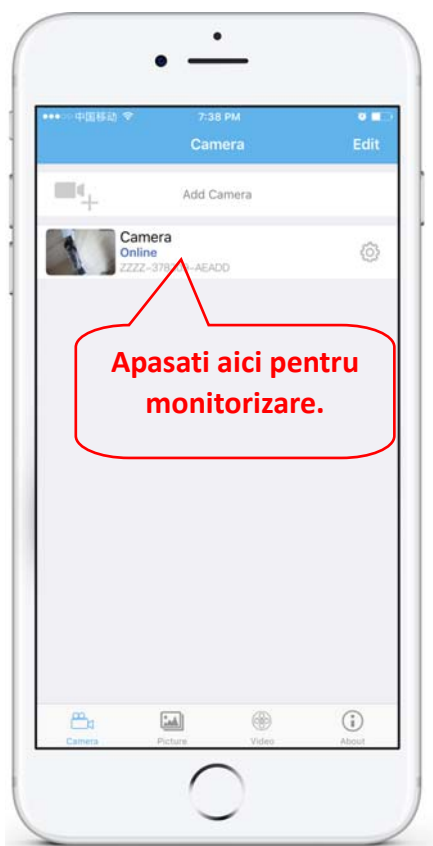 中国移动 7:38 PM
Camera Edit
Add Camera
Camera
Online
Apasati aici pentru
monitorizare.
Camera Picture Video About